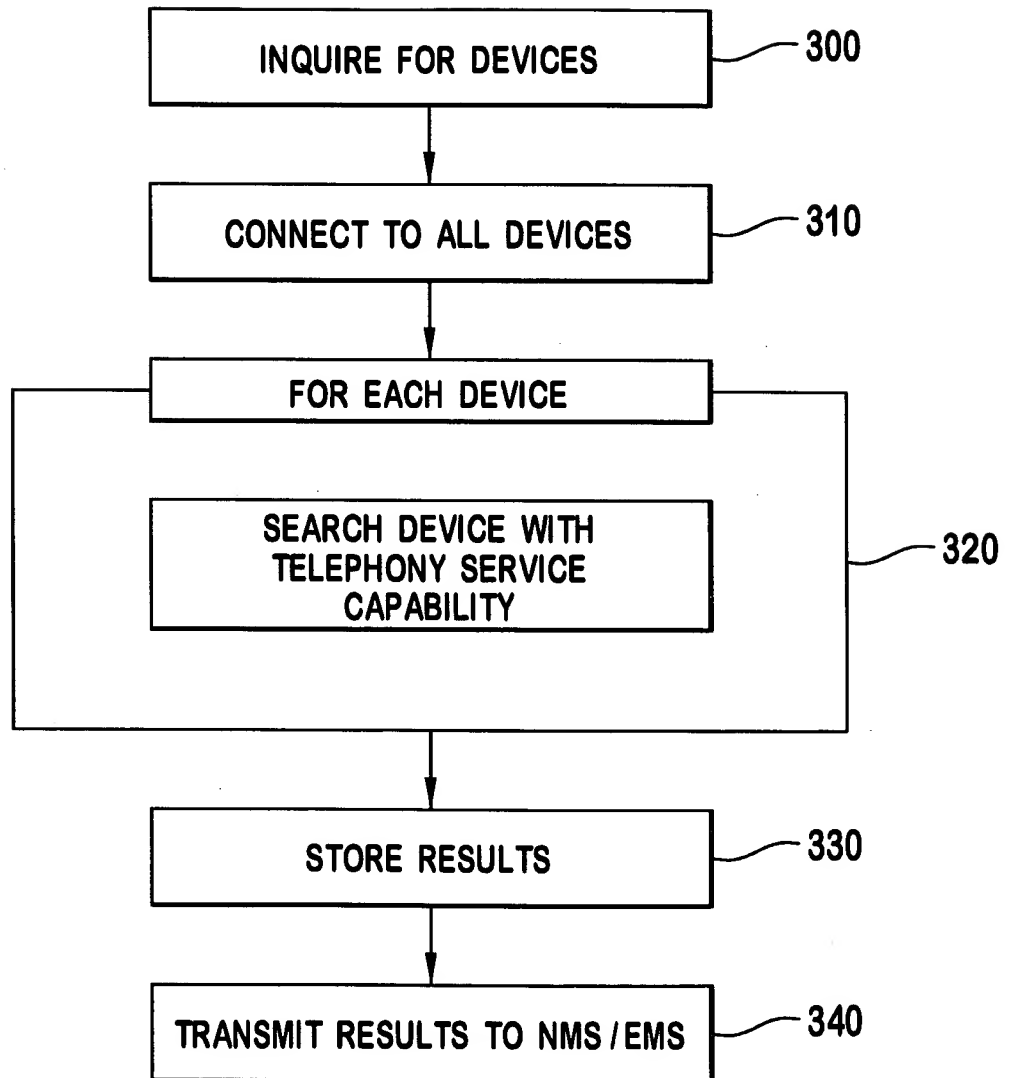 INQUIRE FOR DEVICES
300
CONNECT TO ALL DEVICES
310
FOR EACH DEVICE
SEARCH DEVICE WITH
TELEPHONY SERVICE
CAPABILITY
320
STORE RESULTS
330
TRANSMIT RESULTS TO NMS / EMS
340